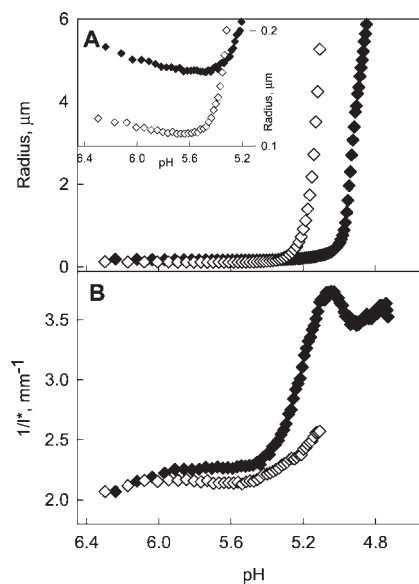 A
6
4
2
0
Radius, μm
0.2
0.1
Radius, μm
6.4 6.0 5.6 5.2
pH
B
3.5
3.0
2.5
2.0
1/l*, mm⁻¹
6.4 6.0 5.6 5.2 4.8
pH